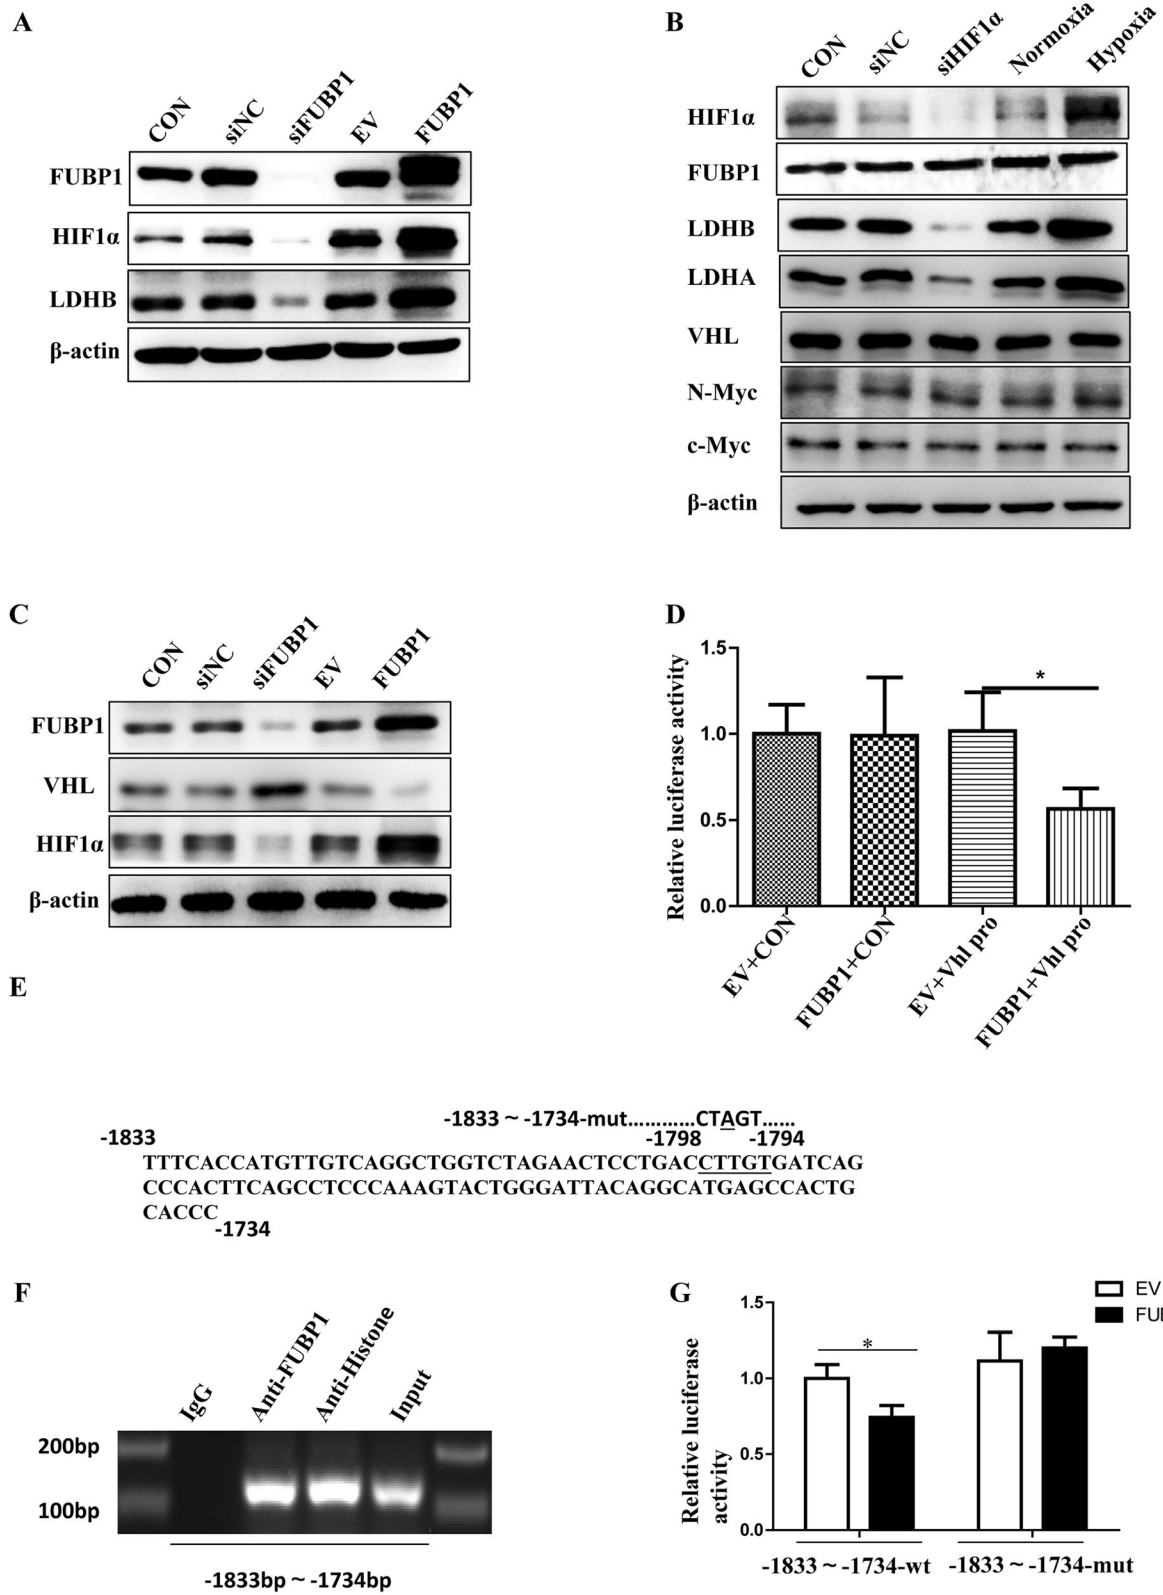 A
CON siNC siFUBP1 EV FUBP1
FUBP1
HIF1α
LDHB
β-actin
B
CON siNC siHIF1α Normoxia Hypoxia
HIF1α
FUBP1
LDHB
LDHA
VHL
N-Myc
c-Myc
β-actin
C
CON siNC siFUBP1 EV FUBP1
FUBP1
VHL
HIF1α
β-actin
D
Relative luciferase activity
1.5
1.0
0.5
0.0
*
EV+CON
FUBP1+CON
EV+Vhl pro
FUBP1+Vhl pro
E
-1833 ~ -1734-mut............CTAGT......
-1833 -1798 -1794
TTTCACCATGTTGTCAGGCTGGTCTAGAACTCCTGACCTTGTGATCAG
CCCACTTCAGCCTCCCAAAGTACTGGGATTACAGGCATGAGCCACTG
CACCC
-1734
F
IgG Anti-FUBP1 Anti-Histone Input
200bp
100bp
-1833bp ~ -1734bp
G
Relative luciferase
activity
1.5
1.0
0.5
0.0
*
EV
FU
-1833 ~ -1734-wt -1833 ~ -1734-mut